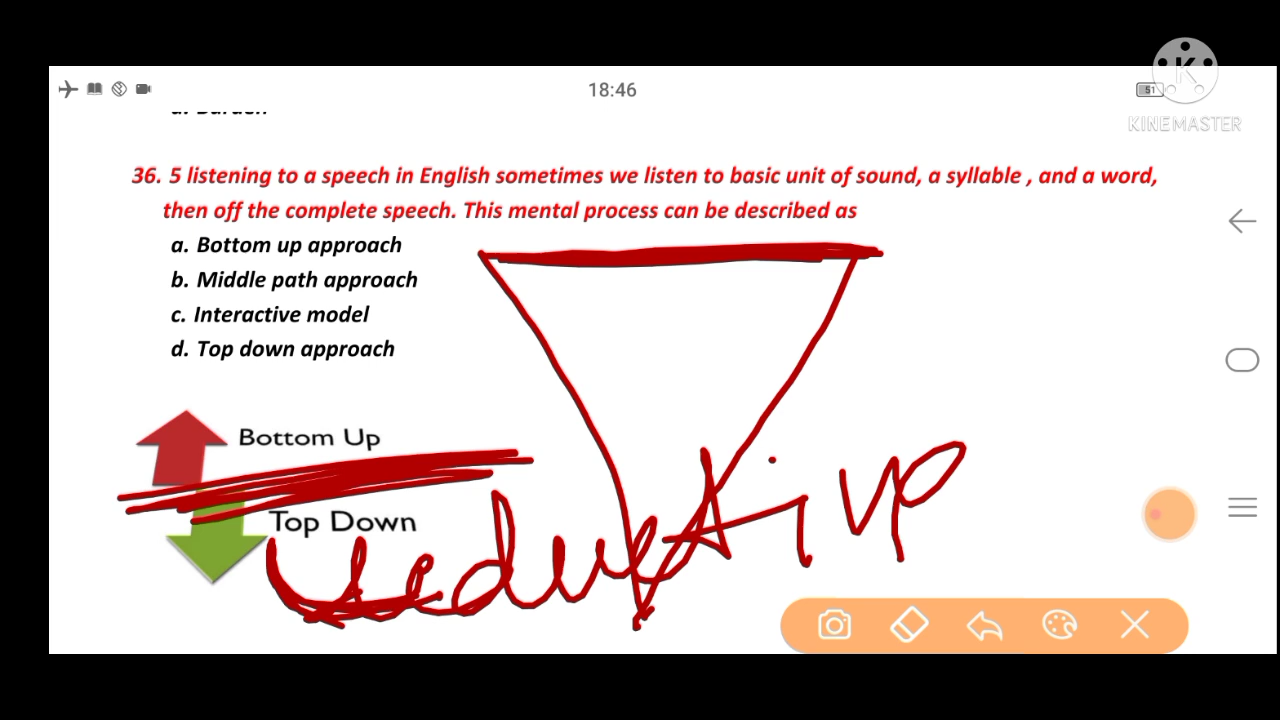 18:46
51
K
KINEMASTER
36. 5 listening to a speech in English sometimes we listen to basic unit of sound, a syllable , and a word,
then off the complete speech. This mental process can be described as
a. Bottom up approach
b. Middle path approach
c. Interactive model
d. Top down approach
Bottom Up
Top Down